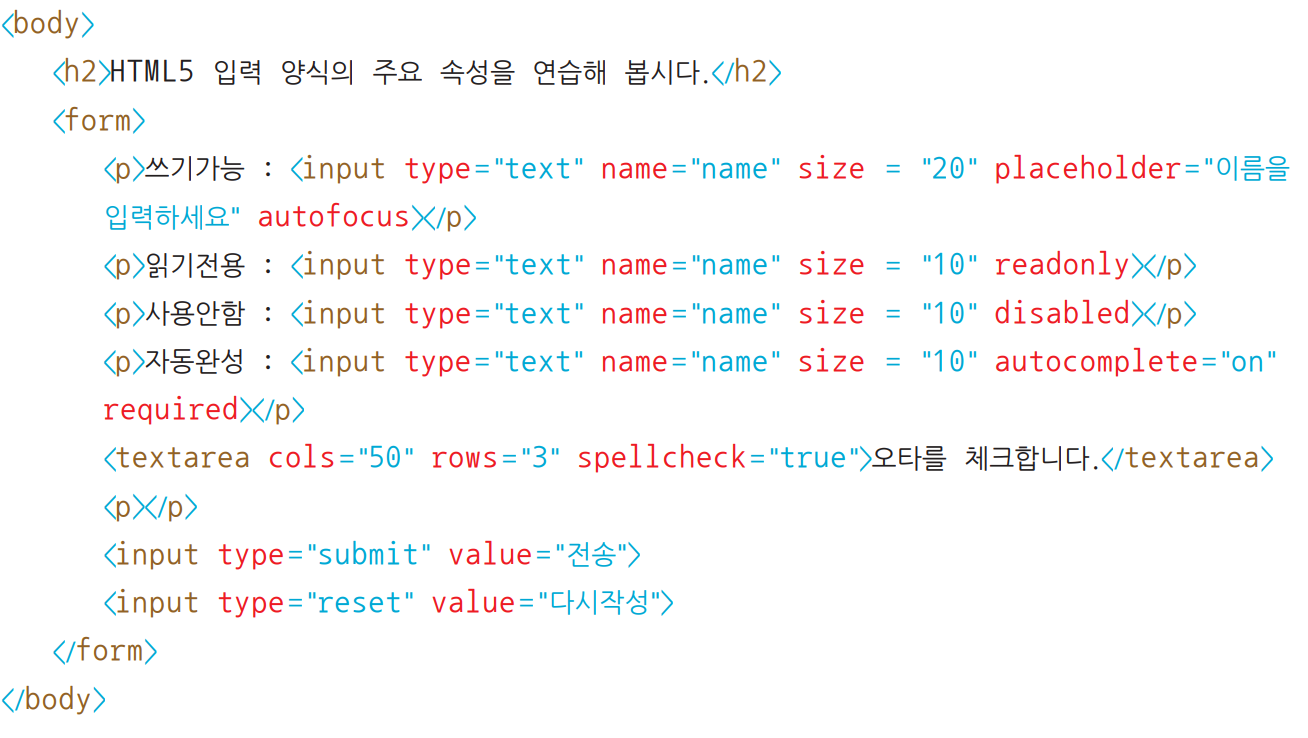 <body>
<h2>HTML5 입력 양식의 주요 속성을 연습해 봅시다.</h2>
<form>
<p>쓰기가능 : <input type="text" name="name" size = "20" placeholder="이름을
입력하세요" autofocus></p>
<p>읽기전용 : <input type="text" name="name" size = "10" readonly></p>
<p>사용안함 : <input type="text" name="name" size = "10" disabled></p>
<p>자동완성 : <input type="text" name="name" size = "10" autocomplete="on"
required></p>
<textarea cols="50" rows="3" spellcheck="true">오타를 체크합니다.</textarea>
<p></p>
<input type="submit" value="전송">
<input type="reset" value="다시작성">
</form>
</body>